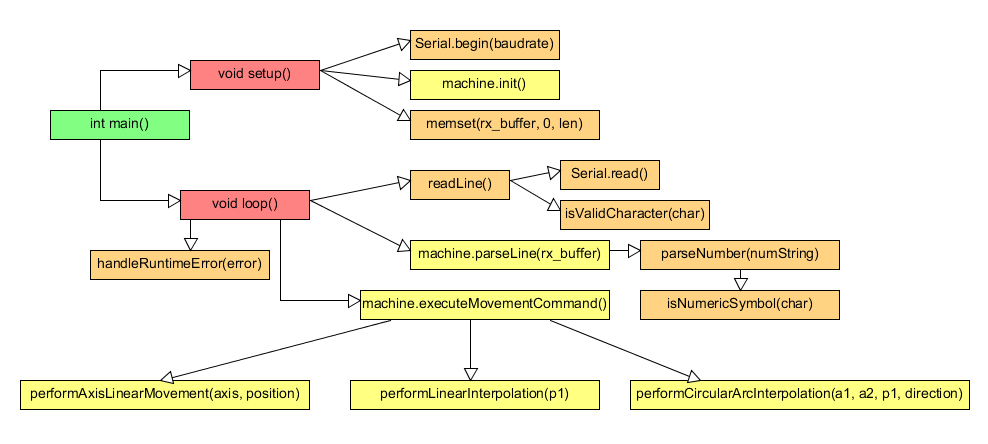 Serial.begin(baudrate)
void setup()
machine.init()
int main()
memset(rx_buffer, 0, len)
readLine()
Serial.read()
void loop()
isValidCharacter(char)
handleRuntimeError(error)
machine.parseLine(rx_buffer)
parseNumber(numString)
machine.executeMovementCommand()
isNumericSymbol(char)
performAxisLinearMovement(axis, position)
performLinearInterpolation(p1)
performCircularArcInterpolation(a1, a2, p1, direction)